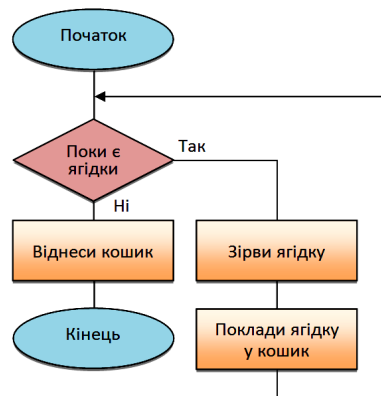 Початок
Поки є
ягідки
Так
Ні
Віднеси кошик
Зірви ягідку
Кінець
Поклади ягідку
у кошик